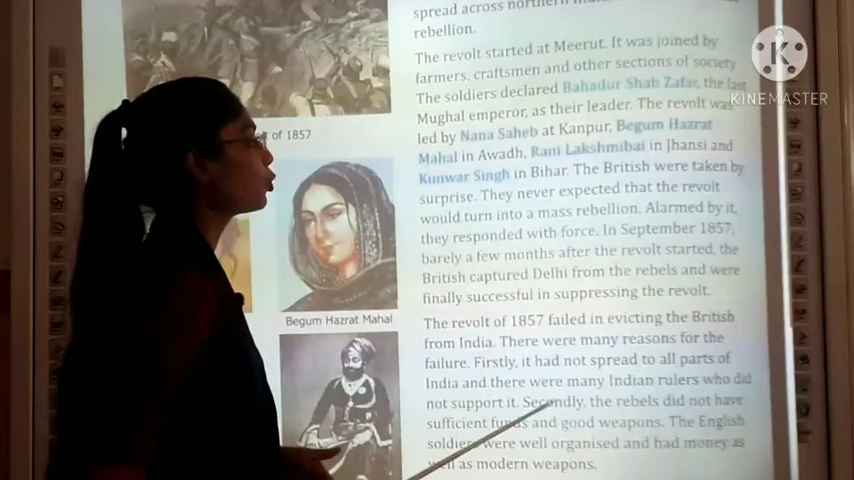 spread across northern
rebellion.
The revolt started at Meerut. It was joined by
farmers, craftsmen and other sections of society
The soldiers declared Bahadur Shah Zafar, the last
Mughal emperor, as their leader. The revolt was
led by Nana Saheb at Kanpur, Begum Hazrat
Mahal in Awadh, Rani Lakshmibai in Jhansi and
Kunwar Singh in Bihar. The British were taken by
surprise. They never expected that the revolt
would turn into a mass rebellion. Alarmed by it,
they responded with force. In September 1857,
barely a few months after the revolt started, the
British captured Delhi from the rebels and were
finally successful in suppressing the revolt.
The revolt of 1857 failed in evicting the British
from India. There were many reasons for the
failure. Firstly, it had not spread to all parts of
India and there were many Indian rulers who did
not support it. Secondly, the rebels did not have
sufficient funds and good weapons. The English
soldiers were well organised and had money as
well as modern weapons.
of 1857
Begum Hazrat Mahal
KINEMASTER